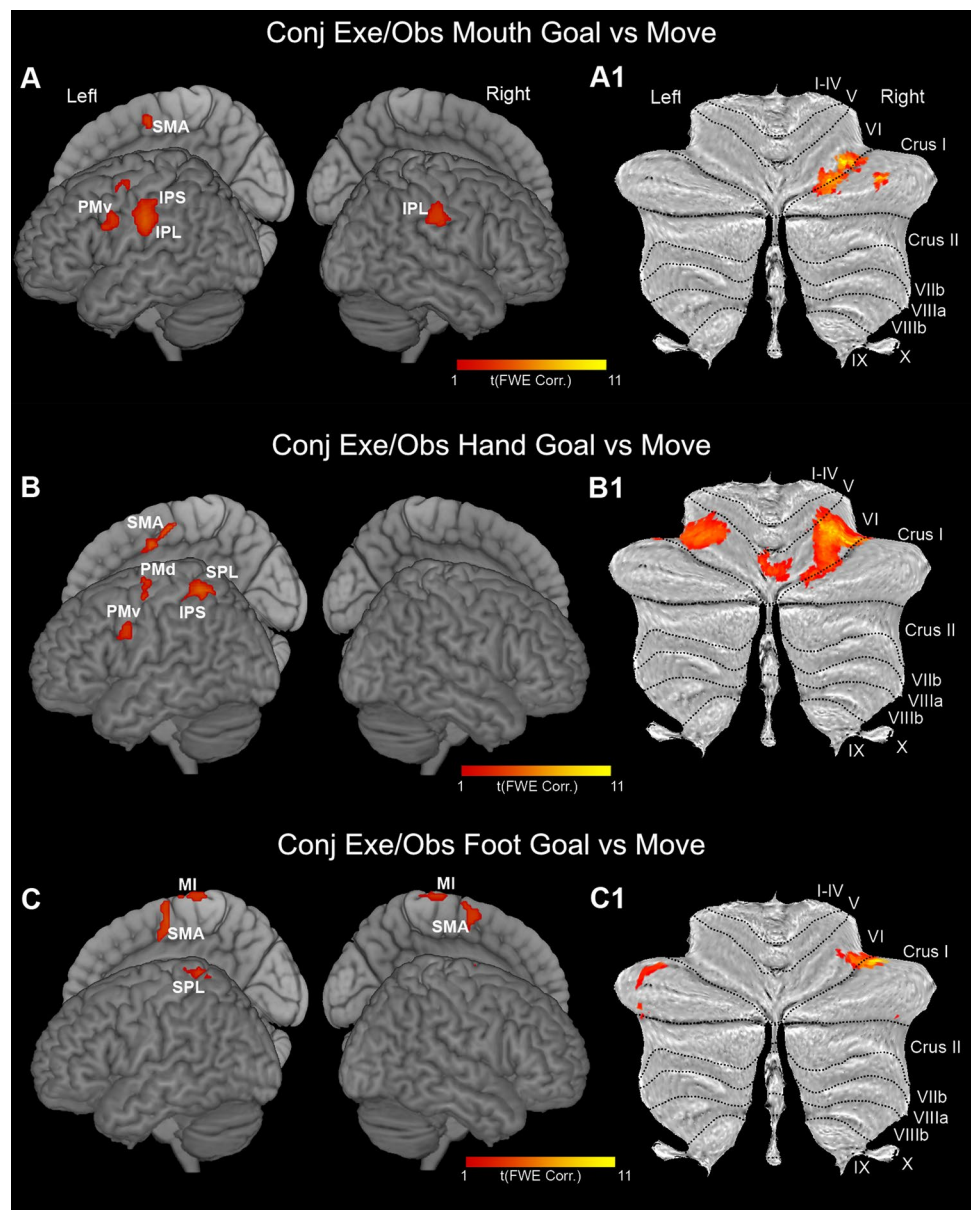 Conj Exe/Obs Mouth Goal vs Move
A
Left
Right
SMA
PMv
IPS
IPL
IPL
1 t(FWE Corr.) 11
A1
Left
Right
I-IV
V
VI
Crus I
Crus II
VIIb
VIIIa
VIIIb
IX
X
Conj Exe/Obs Hand Goal vs Move
B
SMA
PMd
SPL
PMv
IPS
1 t(FWE Corr.) 11
B1
I-IV
V
VI
Crus I
Crus II
VIIb
VIIIa
VIIIb
IX
X
Conj Exe/Obs Foot Goal vs Move
C
MI
SMA
SPL
SMA
1 t(FWE Corr.) 11
C1
I-IV
V
VI
Crus I
Crus II
VIIb
VIIIa
VIIIb
IX
X